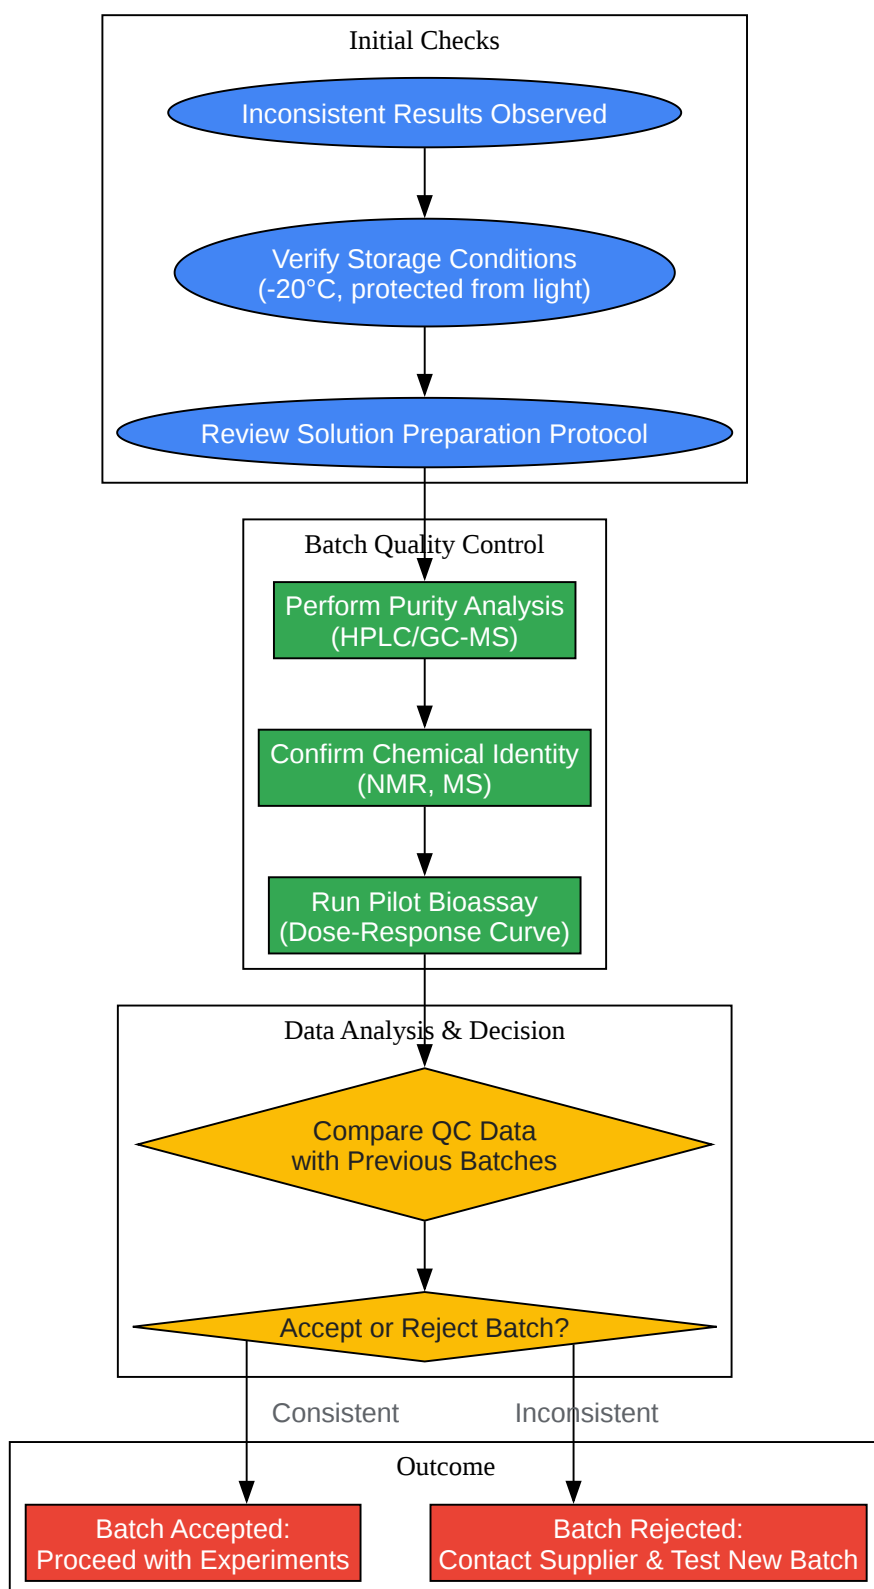 Initial Checks
Inconsistent Results Observed
Verify Storage Conditions
(-20°C, protected from light)
Review Solution Preparation Protocol
Batch Quality Control
Perform Purity Analysis
(HPLC/GC-MS)
Confirm Chemical Identity
(NMR, MS)
Run Pilot Bioassay
(Dose-Response Curve)
Data Analysis & Decision
Compare QC Data
with Previous Batches
Accept or Reject Batch?
Consistent
Inconsistent
Outcome
Batch Accepted:
Proceed with Experiments
Batch Rejected:
Contact Supplier & Test New Batch